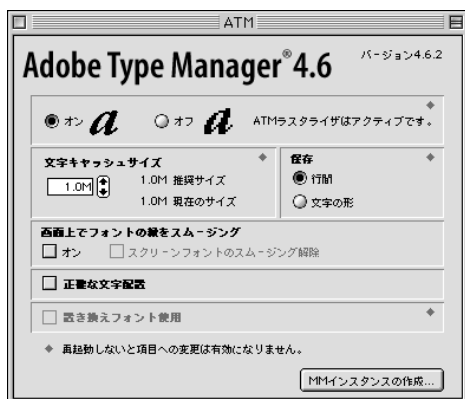 ATM
Adobe Type Manager®4.6
バージョン4.6.2
オン a オフ a ATMラスタライザはアクティブです。
文字キャッシュサイズ
1.0M
1.0M 推奨サイズ
1.0M 現在のサイズ
保存
行間
文字の形
画面上でフォントの縁をスムージング
オン スクリーンフォントのスムージング解除
正確な文字配置
置き換えフォント使用
再起動しないと項目への変更は有効になりません。
MMインスタンスの作成...